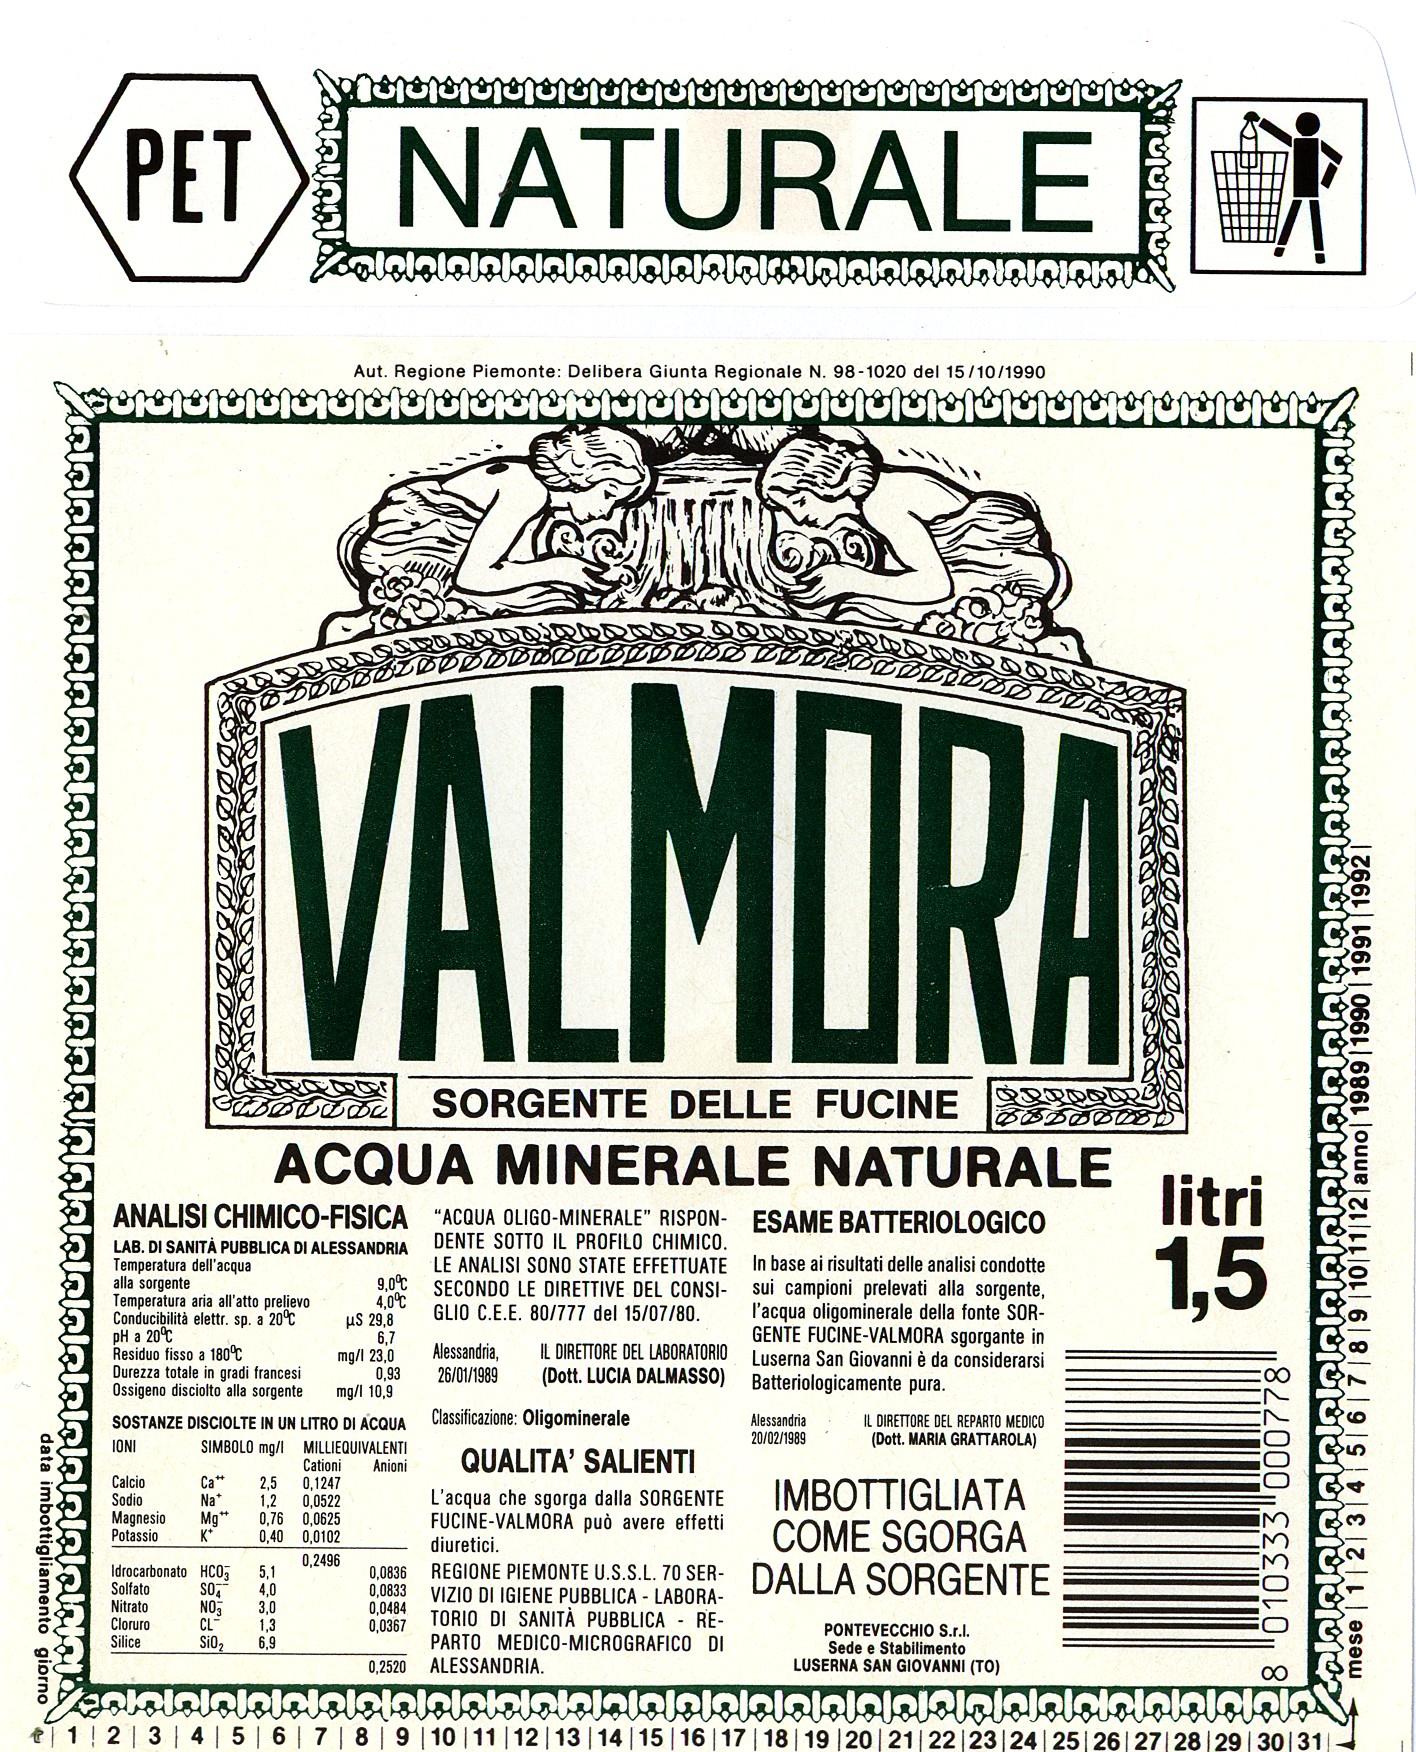 PET
NATURALE
Aut. Regione Piemonte: Delibera Giunta Regionale N. 98-1020 del 15/10/1990
VALMORA
SORGENTE DELLE FUCINE
ACQUA MINERALE NATURALE
litri
1,5
ANALISI CHIMICO-FISICA
LAB. DI SANITÀ PUBBLICA DI ALESSANDRIA
Temperatura dell'acqua
alla sorgente 9,0°C
Temperatura aria all'atto prelievo 4,0°C
Conducibilità elettr. sp. a 20°C µS 29,8
pH a 20°C 6,7
Residuo fisso a 180°C mg/l 23,0
Durezza totale in gradi francesi 0,93
Ossigeno disciolto alla sorgente mg/l 10,9
SOSTANZE DISCIOLTE IN UN LITRO DI ACQUA
IONI SIMBOLO mg/l MILLIEQUIVALENTI
Cationi Anioni
Calcio Ca⁺⁺ 2,5 0,1247
Sodio Na⁺ 1,2 0,0522
Magnesio Mg⁺⁺ 0,76 0,0625
Potassio K⁺ 0,40 0,0102
0,2496
Idrocarbonato HCO₃⁻ 5,1 0,0836
Solfato SO₄⁻⁻ 4,0 0,0833
Nitrato NO₃⁻ 3,0 0,0484
Cloruro CL⁻ 1,3 0,0367
Silice SiO₂ 6,9
0,2520
"ACQUA OLIGO-MINERALE" RISPON-
DENTE SOTTO IL PROFILO CHIMICO.
LE ANALISI SONO STATE EFFETTUATE
SECONDO LE DIRETTIVE DEL CONSI-
GLIO C.E.E. 80/777 del 15/07/80.
Alessandria, IL DIRETTORE DEL LABORATORIO
26/01/1989 (Dott. LUCIA DALMASSO)
Classificazione: Oligominerale
QUALITA' SALIENTI
L'acqua che sgorga dalla SORGENTE
FUCINE-VALMORA può avere effetti
diuretici.
REGIONE PIEMONTE U.S.S.L. 70 SER-
VIZIO DI IGIENE PUBBLICA - LABORA-
TORIO DI SANITÀ PUBBLICA - RE-
PARTO MEDICO-MICROGRAFICO DI
ALESSANDRIA.
ESAME BATTERIOLOGICO
In base ai risultati delle analisi condotte
sui campioni prelevati alla sorgente,
l'acqua oligominerale della fonte SOR-
GENTE FUCINE-VALMORA sgorgante in
Luserna San Giovanni è da considerarsi
Batteriologicamente pura.
Alessandria IL DIRETTORE DEL REPARTO MEDICO
20/02/1989 (Dott. MARIA GRATTAROLA)
IMBOTTIGLIATA
COME SGORGA
DALLA SORGENTE
PONTEVECCHIO S.r.l.
Sede e Stabilimento
LUSERNA SAN GIOVANNI (TO)
8 010333 000778
mese | 1 | 2 | 3 | 4 | 5 | 6 | 7 | 8 | 9 | 10 | 11 | 12 | anno | 1989 | 1990 | 1991 | 1992 |
data imbottigliamento giorno
| 1 | 2 | 3 | 4 | 5 | 6 | 7 | 8 | 9 | 10 | 11 | 12 | 13 | 14 | 15 | 16 | 17 | 18 | 19 | 20 | 21 | 22 | 23 | 24 | 25 | 26 | 27 | 28 | 29 | 30 | 31 |